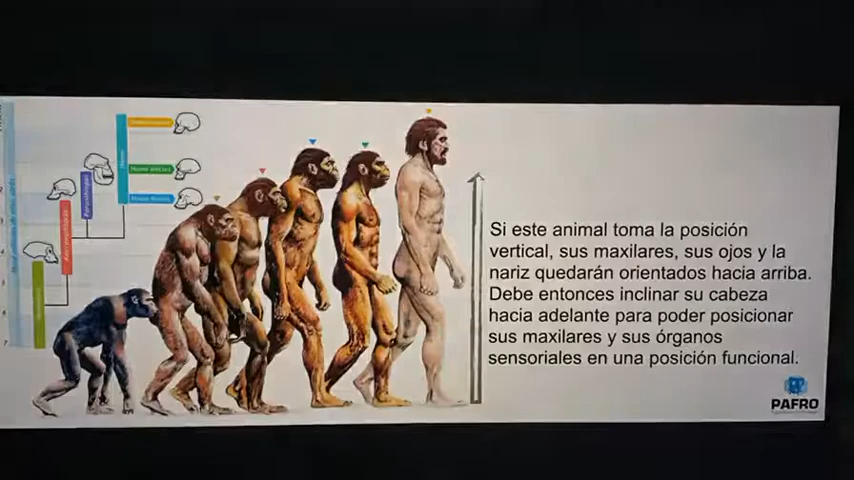 Si este animal toma la posición
vertical, sus maxilares, sus ojos y la
nariz quedarán orientados hacia arriba.
Debe entonces inclinar su cabeza
hacia adelante para poder posicionar
sus maxilares y sus órganos
sensoriales en una posición funcional.
PAFRO